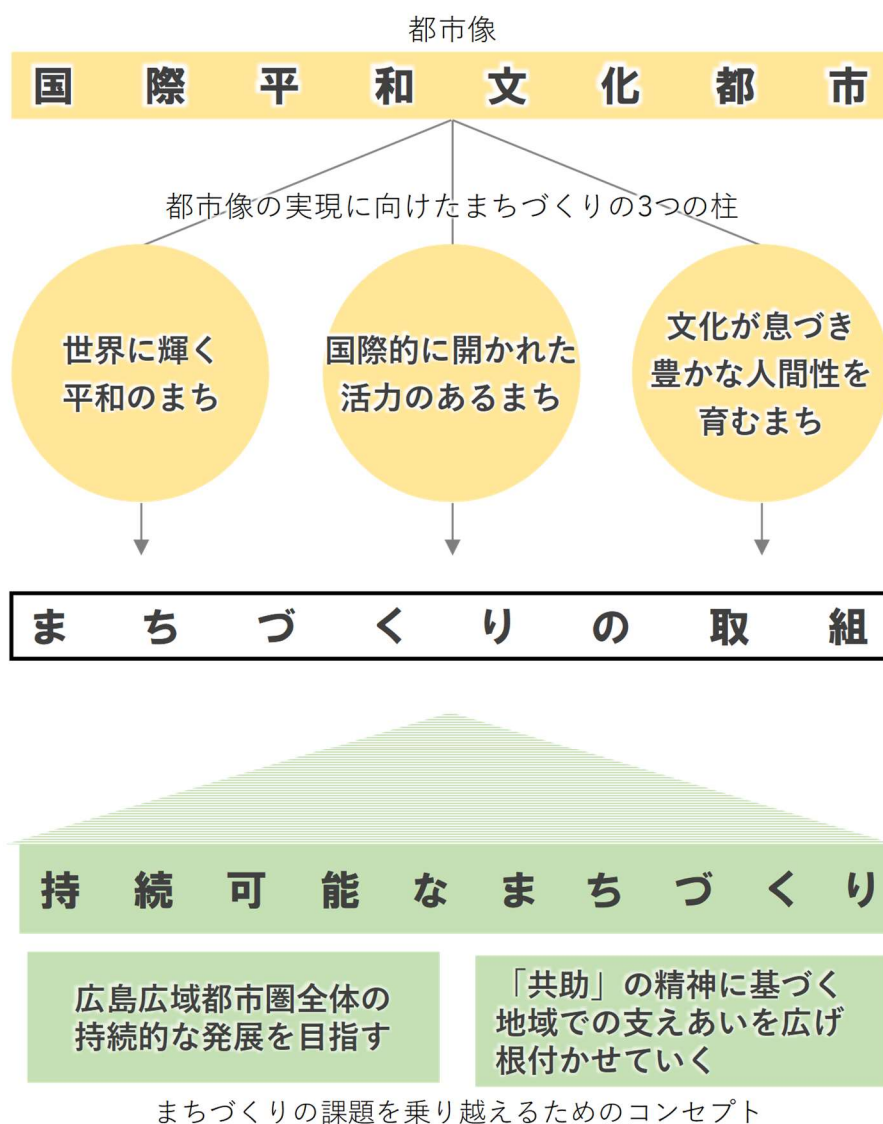 都市像
国際平和文化都市
都市像の実現に向けたまちづくりの3つの柱
世界に輝く
平和のまち
国際的に開かれた
活力のあるまち
文化が息づき
豊かな人間性を
育むまち
まちづくりの取組
持続可能なまちづくり
広島広域都市圏全体の
持続的な発展を目指す
「共助」の精神に基づく
地域での支えあいを広げ
根付かせていく
まちづくりの課題を乗り越えるためのコンセプト